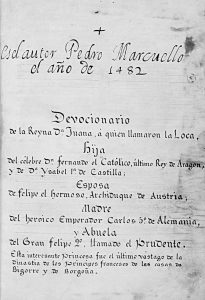 +
es el autor Pedro Marcuello
el año de 1482
Devocionario
de la Reyna Dª Juana, à quien llamaron la Loca,
Hija
del célebre Dⁿ fernando el Católico, último Rey de Aragon,
y de Dª Ysabel 1ª de Castilla;
Esposa
de felipe el hermoso, Archiduque de Austria;
Madre
del heroico Emperador Carlos 5º de Alemania,
y Abuela
del Gran felipe 2º, llamado el Prudente.
Esta interesante Princesa fue el último vastago de la
Dinastia de los Principes franceses de las casas de
Bigorre y de Borgoña.